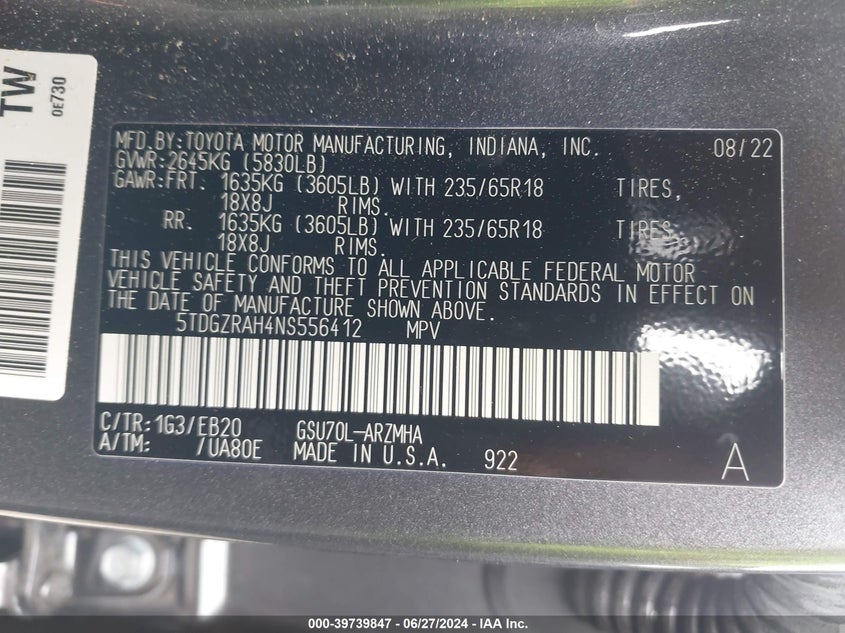 TW
0E730
MFD.BY:TOYOTA MOTOR MANUFACTURING, INDIANA, INC. 08/22
GVWR:2645KG (5830LB)
GAWR:FRT. 1635KG (3605LB) WITH 235/65R18 TIRES,
18X8J RIMS.
RR. 1635KG (3605LB) WITH 235/65R18 TIRES,
18X8J RIMS.
THIS VEHICLE CONFORMS TO ALL APPLICABLE FEDERAL MOTOR
VEHICLE SAFETY AND THEFT PREVENTION STANDARDS IN EFFECT ON
THE DATE OF MANUFACTURE SHOWN ABOVE.
5TDGZRAH4NS556412 MPV
C/TR:1G3/EB20 GSU70L-ARZMHA
A/TM: /UA80E MADE IN U.S.A. 922 A
000-39739847 - 06/27/2024 - IAA Inc.